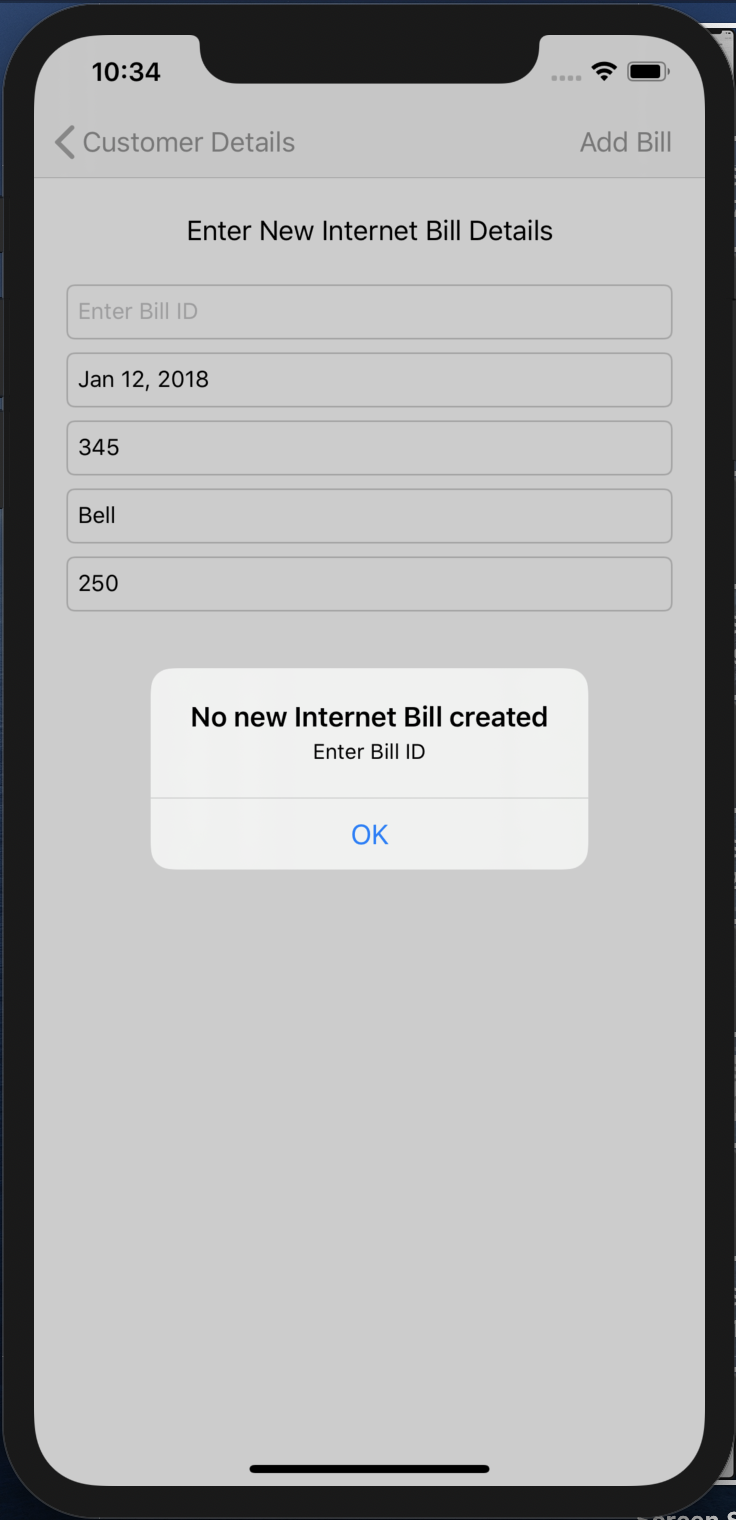 10:34
Customer Details
Add Bill
Enter New Internet Bill Details
Enter Bill ID
Jan 12, 2018
345
Bell
250
No new Internet Bill created
Enter Bill ID
OK